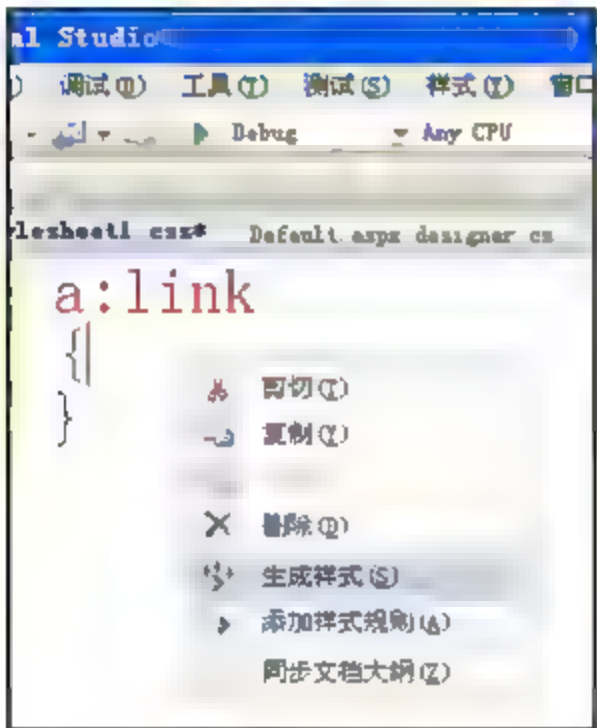 al Studio
) 调试(D) 工具(T) 测试(S) 样式(Y) 窗口
Debug Any CPU
lesheet1 css* Default.aspx designer cs
a:link
{
}
剪切(T)
复制(Y)
删除(D)
生成样式(S)
添加样式规则(A)
同步文档大纲(Z)